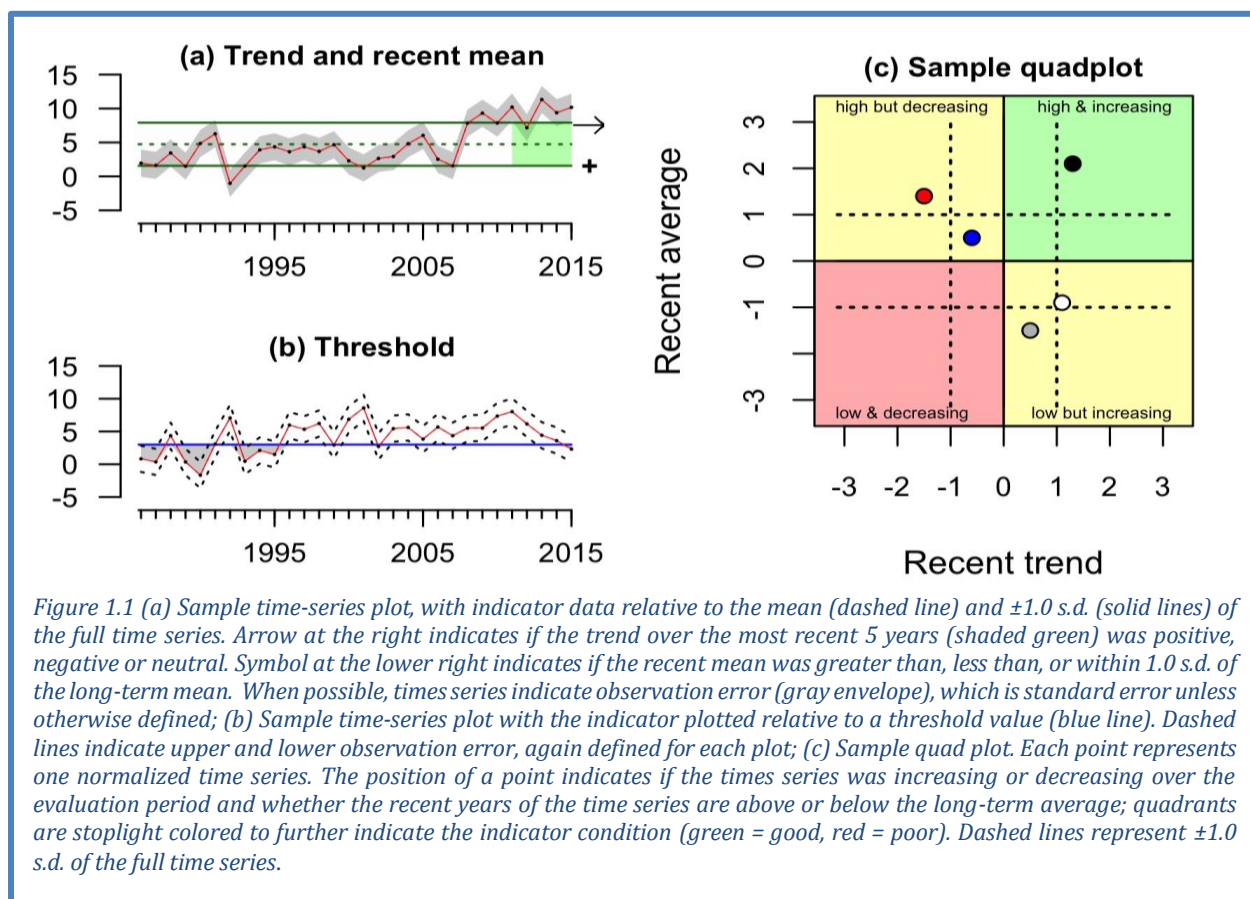 (a) Trend and recent mean
15
10
5
0
-5
→
+
1995 2005 2015
(b) Threshold
15
10
5
0
-5
1995 2005 2015
(c) Sample quadplot
high but decreasing high & increasing
low & decreasing low but increasing
Recent average
3
2
1
0
-1
-3
-3 -2 -1 0 1 2 3
Recent trend
Figure 1.1 (a) Sample time-series plot, with indicator data relative to the mean (dashed line) and ±1.0 s.d. (solid lines) of
the full time series. Arrow at the right indicates if the trend over the most recent 5 years (shaded green) was positive,
negative or neutral. Symbol at the lower right indicates if the recent mean was greater than, less than, or within 1.0 s.d. of
the long-term mean. When possible, times series indicate observation error (gray envelope), which is standard error unless
otherwise defined; (b) Sample time-series plot with the indicator plotted relative to a threshold value (blue line). Dashed
lines indicate upper and lower observation error, again defined for each plot; (c) Sample quad plot. Each point represents
one normalized time series. The position of a point indicates if the times series was increasing or decreasing over the
evaluation period and whether the recent years of the time series are above or below the long-term average; quadrants
are stoplight colored to further indicate the indicator condition (green = good, red = poor). Dashed lines represent ±1.0
s.d. of the full time series.